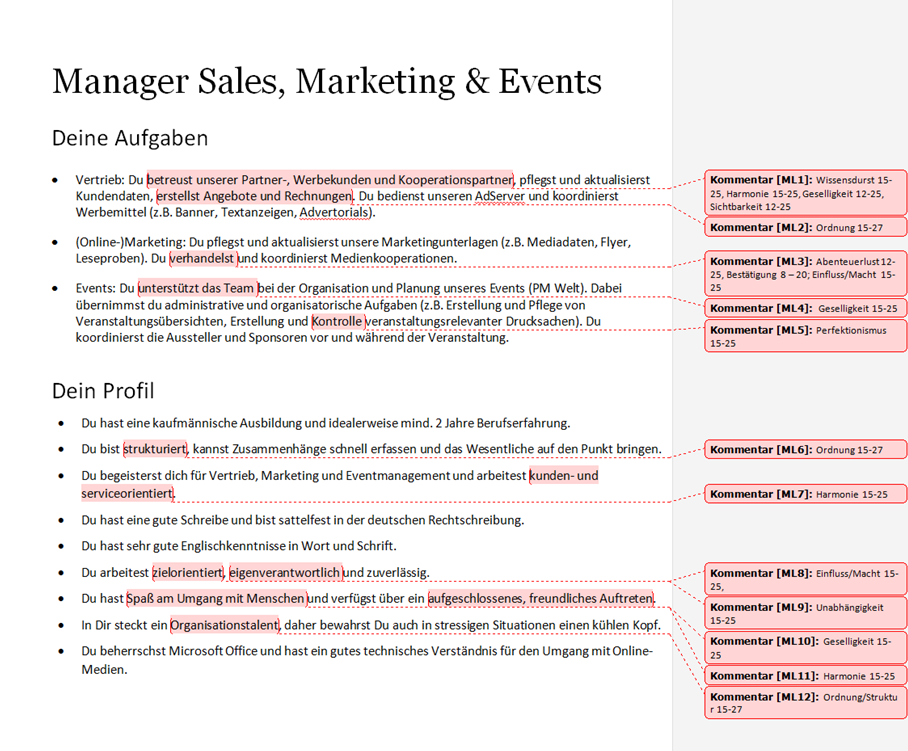 Manager Sales, Marketing & Events
Deine Aufgaben
• Vertrieb: Du betreust unserer Partner-, Werbekunden und Kooperationspartner, pflegst und aktualisierst
Kundendaten, erstellst Angebote und Rechnungen. Du bedienst unseren AdServer und koordinierst
Werbemittel (z.B. Banner, Textanzeigen, Advertorials).
• (Online-)Marketing: Du pflegst und aktualisierst unsere Marketingunterlagen (z.B. Mediadaten, Flyer,
Leseproben). Du verhandelst und koordinierst Medienkooperationen.
• Events: Du unterstützt das Team bei der Organisation und Planung unseres Events (PM Welt). Dabei
übernimmst du administrative und organisatorische Aufgaben (z.B. Erstellung und Pflege von
Veranstaltungsübersichten, Erstellung und Kontrolle veranstaltungsrelevanter Drucksachen). Du
koordinierst die Aussteller und Sponsoren vor und während der Veranstaltung.
Dein Profil
• Du hast eine kaufmännische Ausbildung und idealerweise mind. 2 Jahre Berufserfahrung.
• Du bist strukturiert, kannst Zusammenhänge schnell erfassen und das Wesentliche auf den Punkt bringen.
• Du begeisterst dich für Vertrieb, Marketing und Eventmanagement und arbeitest kunden- und
serviceorientiert.
• Du hast eine gute Schreibe und bist sattelfest in der deutschen Rechtschreibung.
• Du hast sehr gute Englischkenntnisse in Wort und Schrift.
• Du arbeitest zielorientiert, eigenverantwortlich und zuverlässig.
• Du hast Spaß am Umgang mit Menschen und verfügst über ein aufgeschlossenes, freundliches Auftreten.
• In Dir steckt ein Organisationstalent, daher bewahrst Du auch in stressigen Situationen einen kühlen Kopf.
• Du beherrschst Microsoft Office und hast ein gutes technisches Verständnis für den Umgang mit Online-
Medien.
Kommentar [ML1]: Wissensdurst 15-
25, Harmonie 15-25, Geselligkeit 12-25,
Sichtbarkeit 12-25
Kommentar [ML2]: Ordnung 15-27
Kommentar [ML3]: Abenteuerlust 12-
25, Bestätigung 8 – 20; Einfluss/Macht 15-
25
Kommentar [ML4]: Geselligkeit 15-25
Kommentar [ML5]: Perfektionismus
15-25
Kommentar [ML6]: Ordnung 15-27
Kommentar [ML7]: Harmonie 15-25
Kommentar [ML8]: Einfluss/Macht 15-
25,
Kommentar [ML9]: Unabhängigkeit
15-25
Kommentar [ML10]: Geselligkeit 15-
25
Kommentar [ML11]: Harmonie 15-25
Kommentar [ML12]: Ordnung/Struktu
r 15-27